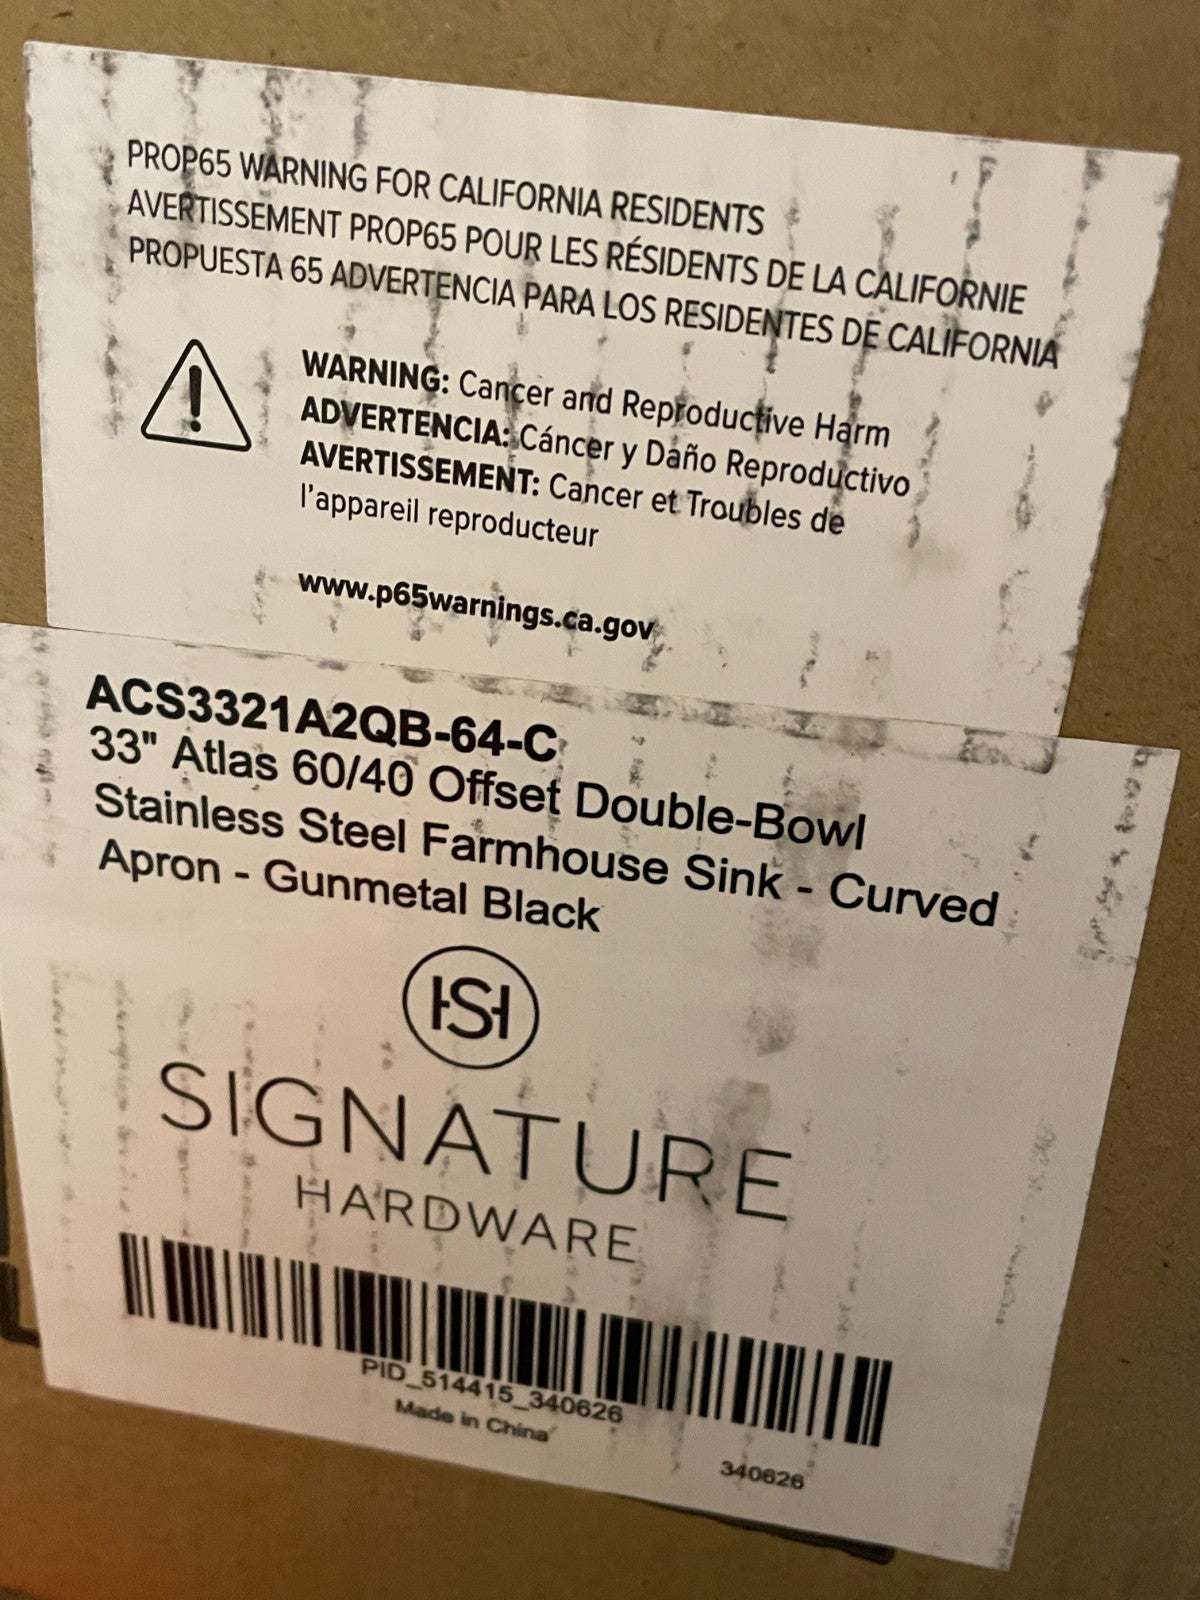 PROP65 WARNING FOR CALIFORNIA RESIDENTS
AVERTISSEMENT PROP65 POUR LES RÉSIDENTS DE LA CALIFORNIE
PROPUESTA 65 ADVERTENCIA PARA LOS RESIDENTES DE CALIFORNIA
WARNING: Cancer and Reproductive Harm
ADVERTENCIA: Cáncer y Daño Reproductivo
AVERTISSEMENT: Cancer et Troubles de
l'appareil reproducteur
www.p65warnings.ca.gov
ACS3321A2QB-64-C
33" Atlas 60/40 Offset Double-Bowl
Stainless Steel Farmhouse Sink - Curved
Apron - Gunmetal Black
SIGNATURE
HARDWARE
PID_514415_340626
Made in China
340626